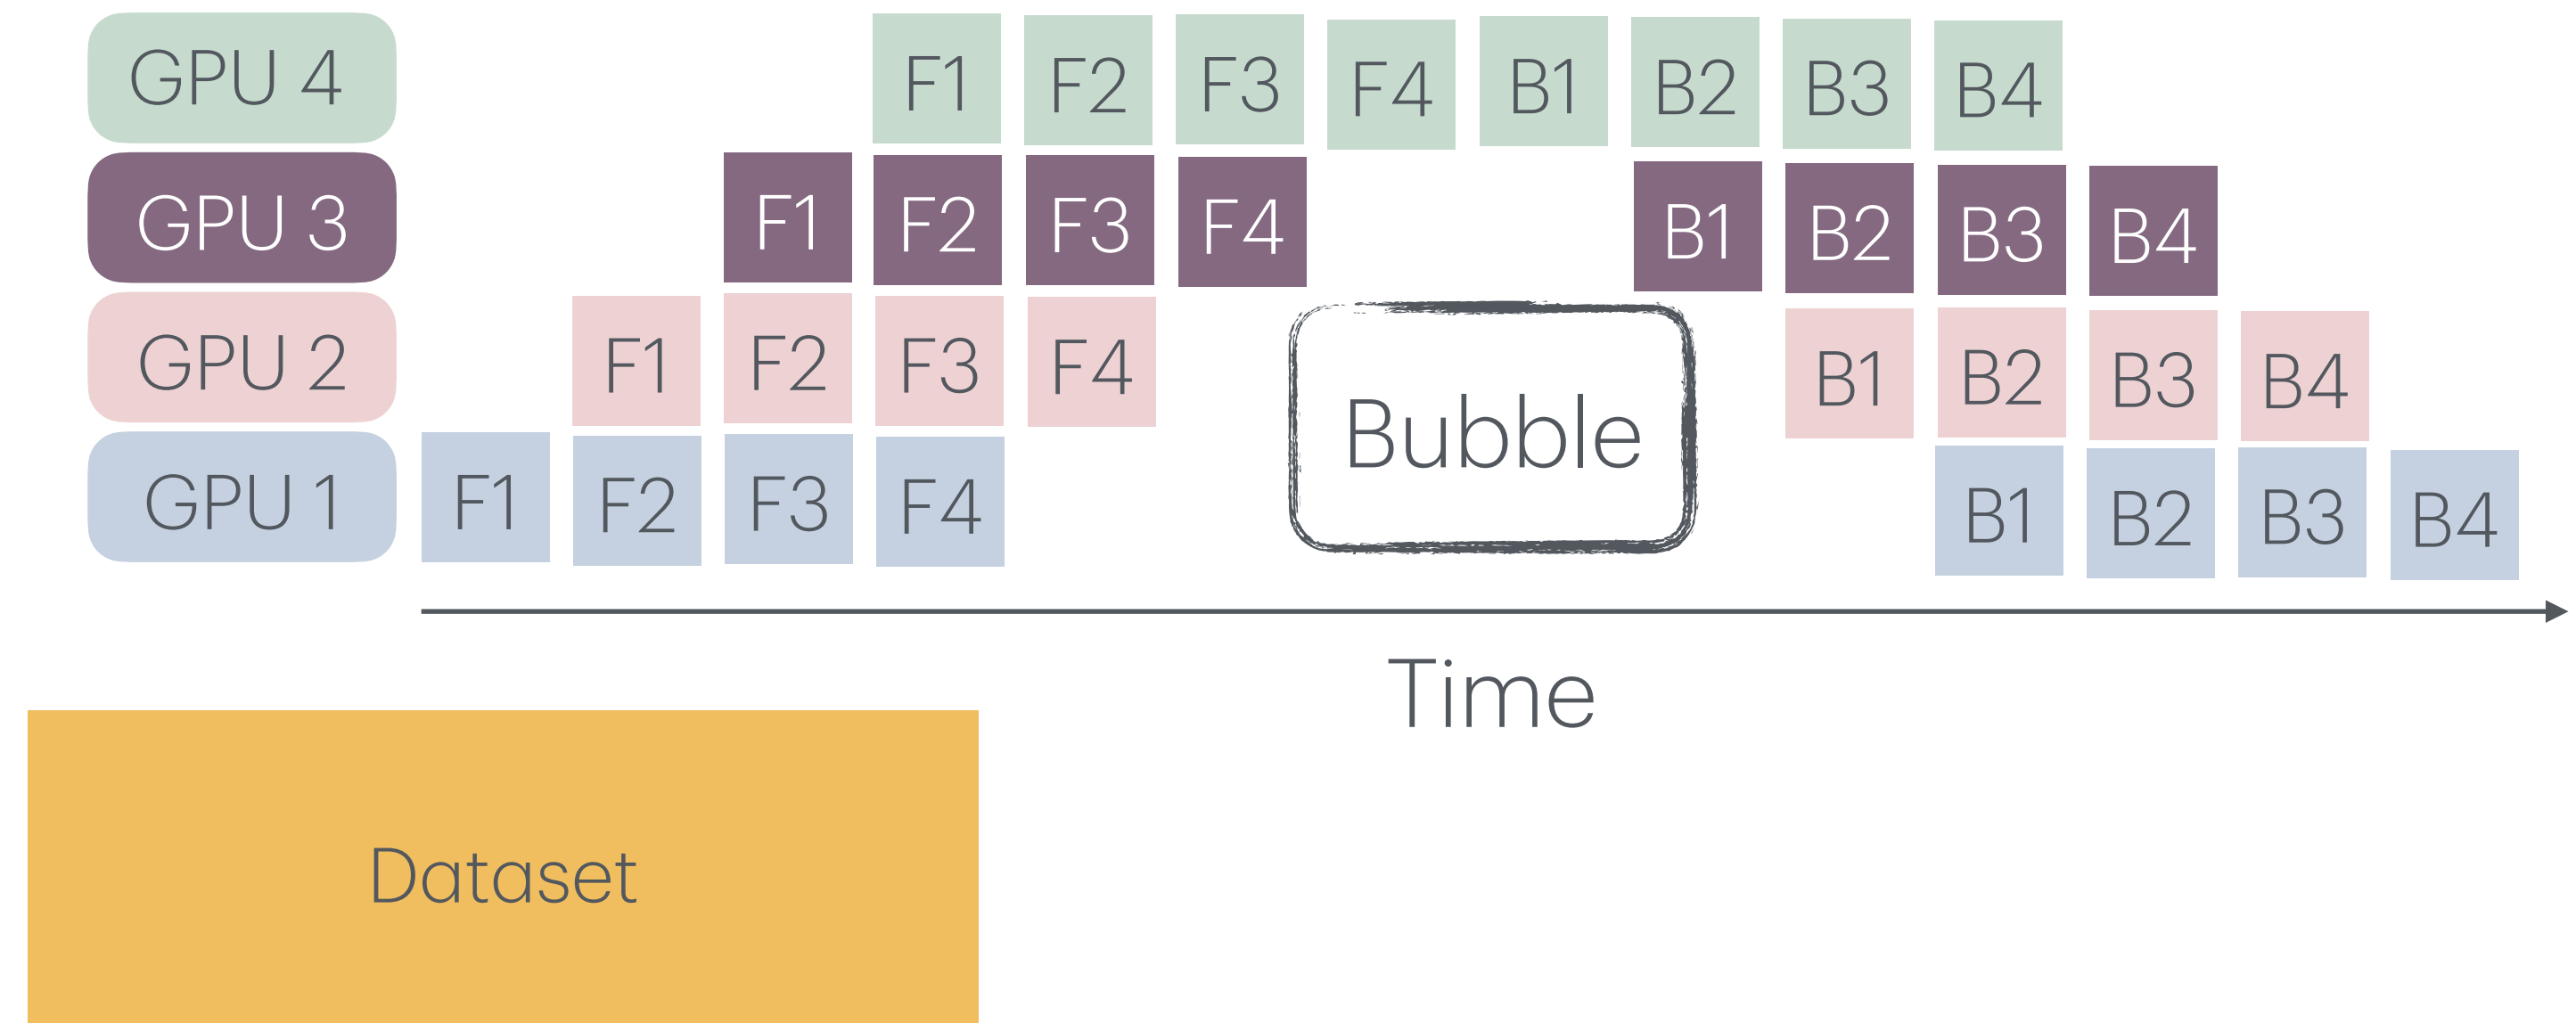 GPU 4 F1 F2 F3 F4 B1 B2 B3 B4
GPU 3 F1 F2 F3 F4 B1 B2 B3 B4
GPU 2 F1 F2 F3 F4 B1 B2 B3 B4
Bubble
GPU 1 F1 F2 F3 F4 B1 B2 B3 B4
Time
Dataset